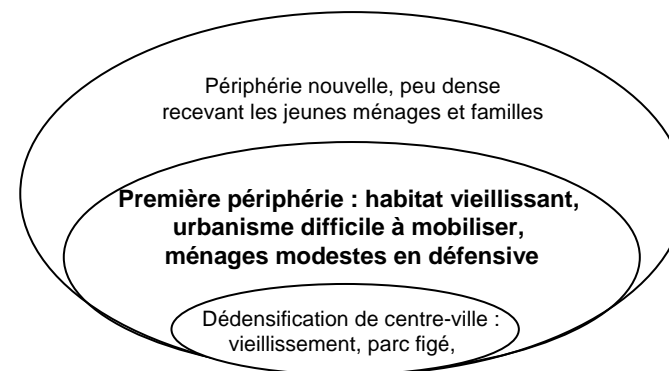 Périphérie nouvelle, peu dense
recevant les jeunes ménages et familles
Première périphérie : habitat vieillissant,
urbanisme difficile à mobiliser,
ménages modestes en défensive
Dédensification de centre-ville :
vieillissement, parc figé,